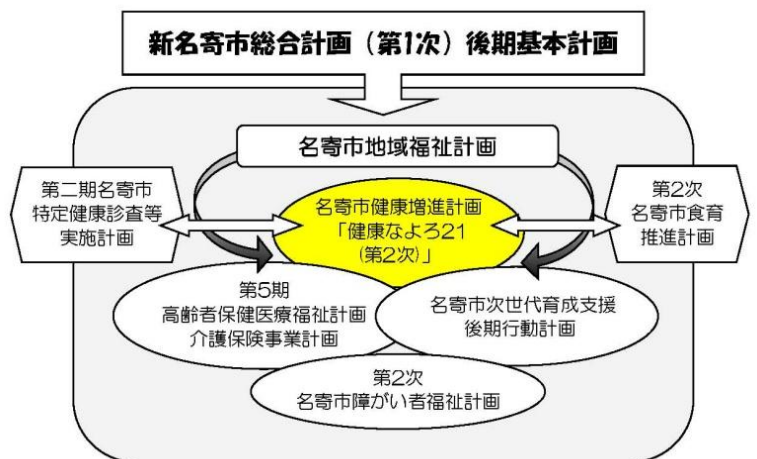 新名寄市総合計画（第1次）後期基本計画
名寄市地域福祉計画
第二期名寄市
特定健康診査等
実施計画
名寄市健康増進計画
「健康なよろ21
(第2次)」
第2次
名寄市食育
推進計画
第5期
高齢者保健医療福祉計画
介護保険事業計画
名寄市次世代育成支援
後期行動計画
第2次
名寄市障がい者福祉計画